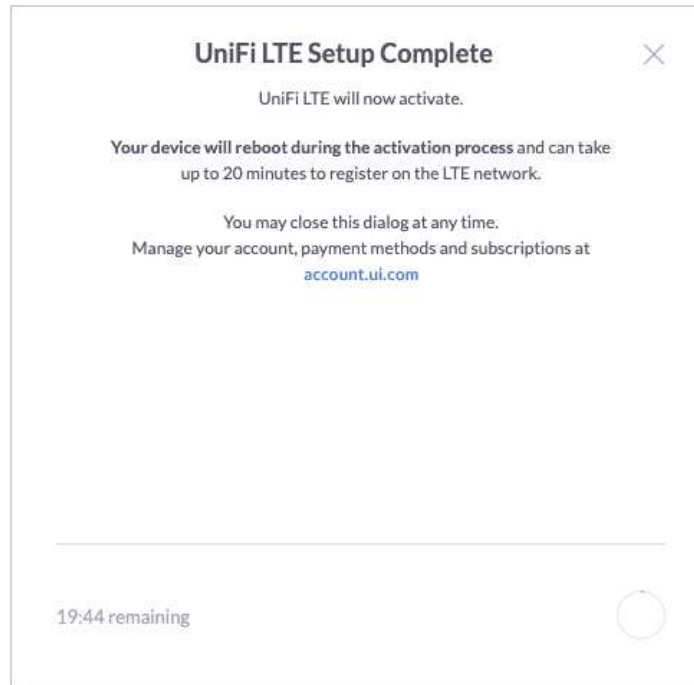 UniFi LTE Setup Complete
UniFi LTE will now activate.
Your device will reboot during the activation process and can take
up to 20 minutes to register on the LTE network.
You may close this dialog at any time.
Manage your account, payment methods and subscriptions at
account.ui.com
19:44 remaining